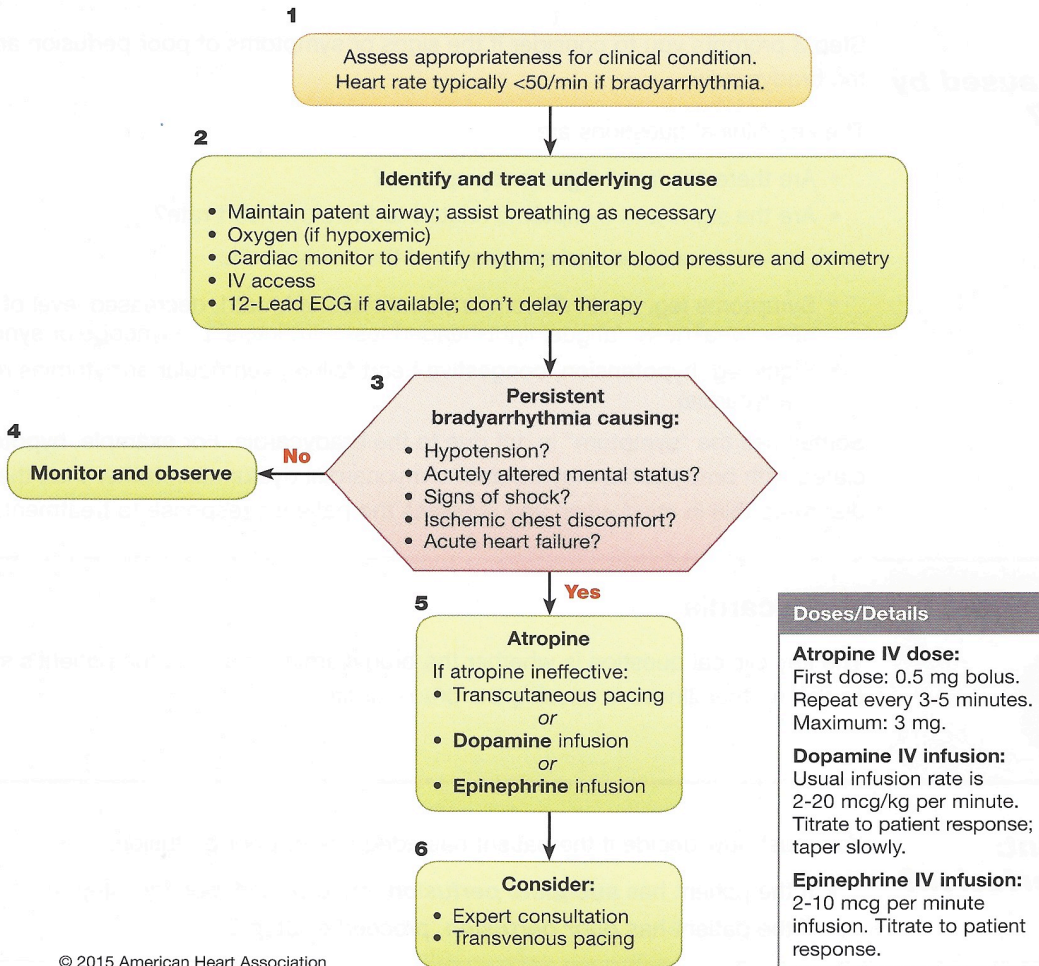 1
Assess appropriateness for clinical condition.
Heart rate typically <50/min if bradyarrhythmia.
2
Identify and treat underlying cause
• Maintain patent airway; assist breathing as necessary
• Oxygen (if hypoxemic)
• Cardiac monitor to identify rhythm; monitor blood pressure and oximetry
• IV access
• 12-Lead ECG if available; don't delay therapy
3
Persistent
bradyarrhythmia causing:
• Hypotension?
• Acutely altered mental status?
• Signs of shock?
• Ischemic chest discomfort?
• Acute heart failure?
4
No
Monitor and observe
Yes
5
Atropine
If atropine ineffective:
• Transcutaneous pacing
or
• Dopamine infusion
or
• Epinephrine infusion
6
Consider:
• Expert consultation
• Transvenous pacing
Doses/Details
Atropine IV dose:
First dose: 0.5 mg bolus.
Repeat every 3-5 minutes.
Maximum: 3 mg.
Dopamine IV infusion:
Usual infusion rate is
2-20 mcg/kg per minute.
Titrate to patient response;
taper slowly.
Epinephrine IV infusion:
2-10 mcg per minute
infusion. Titrate to patient
response.
© 2015 American Heart Association